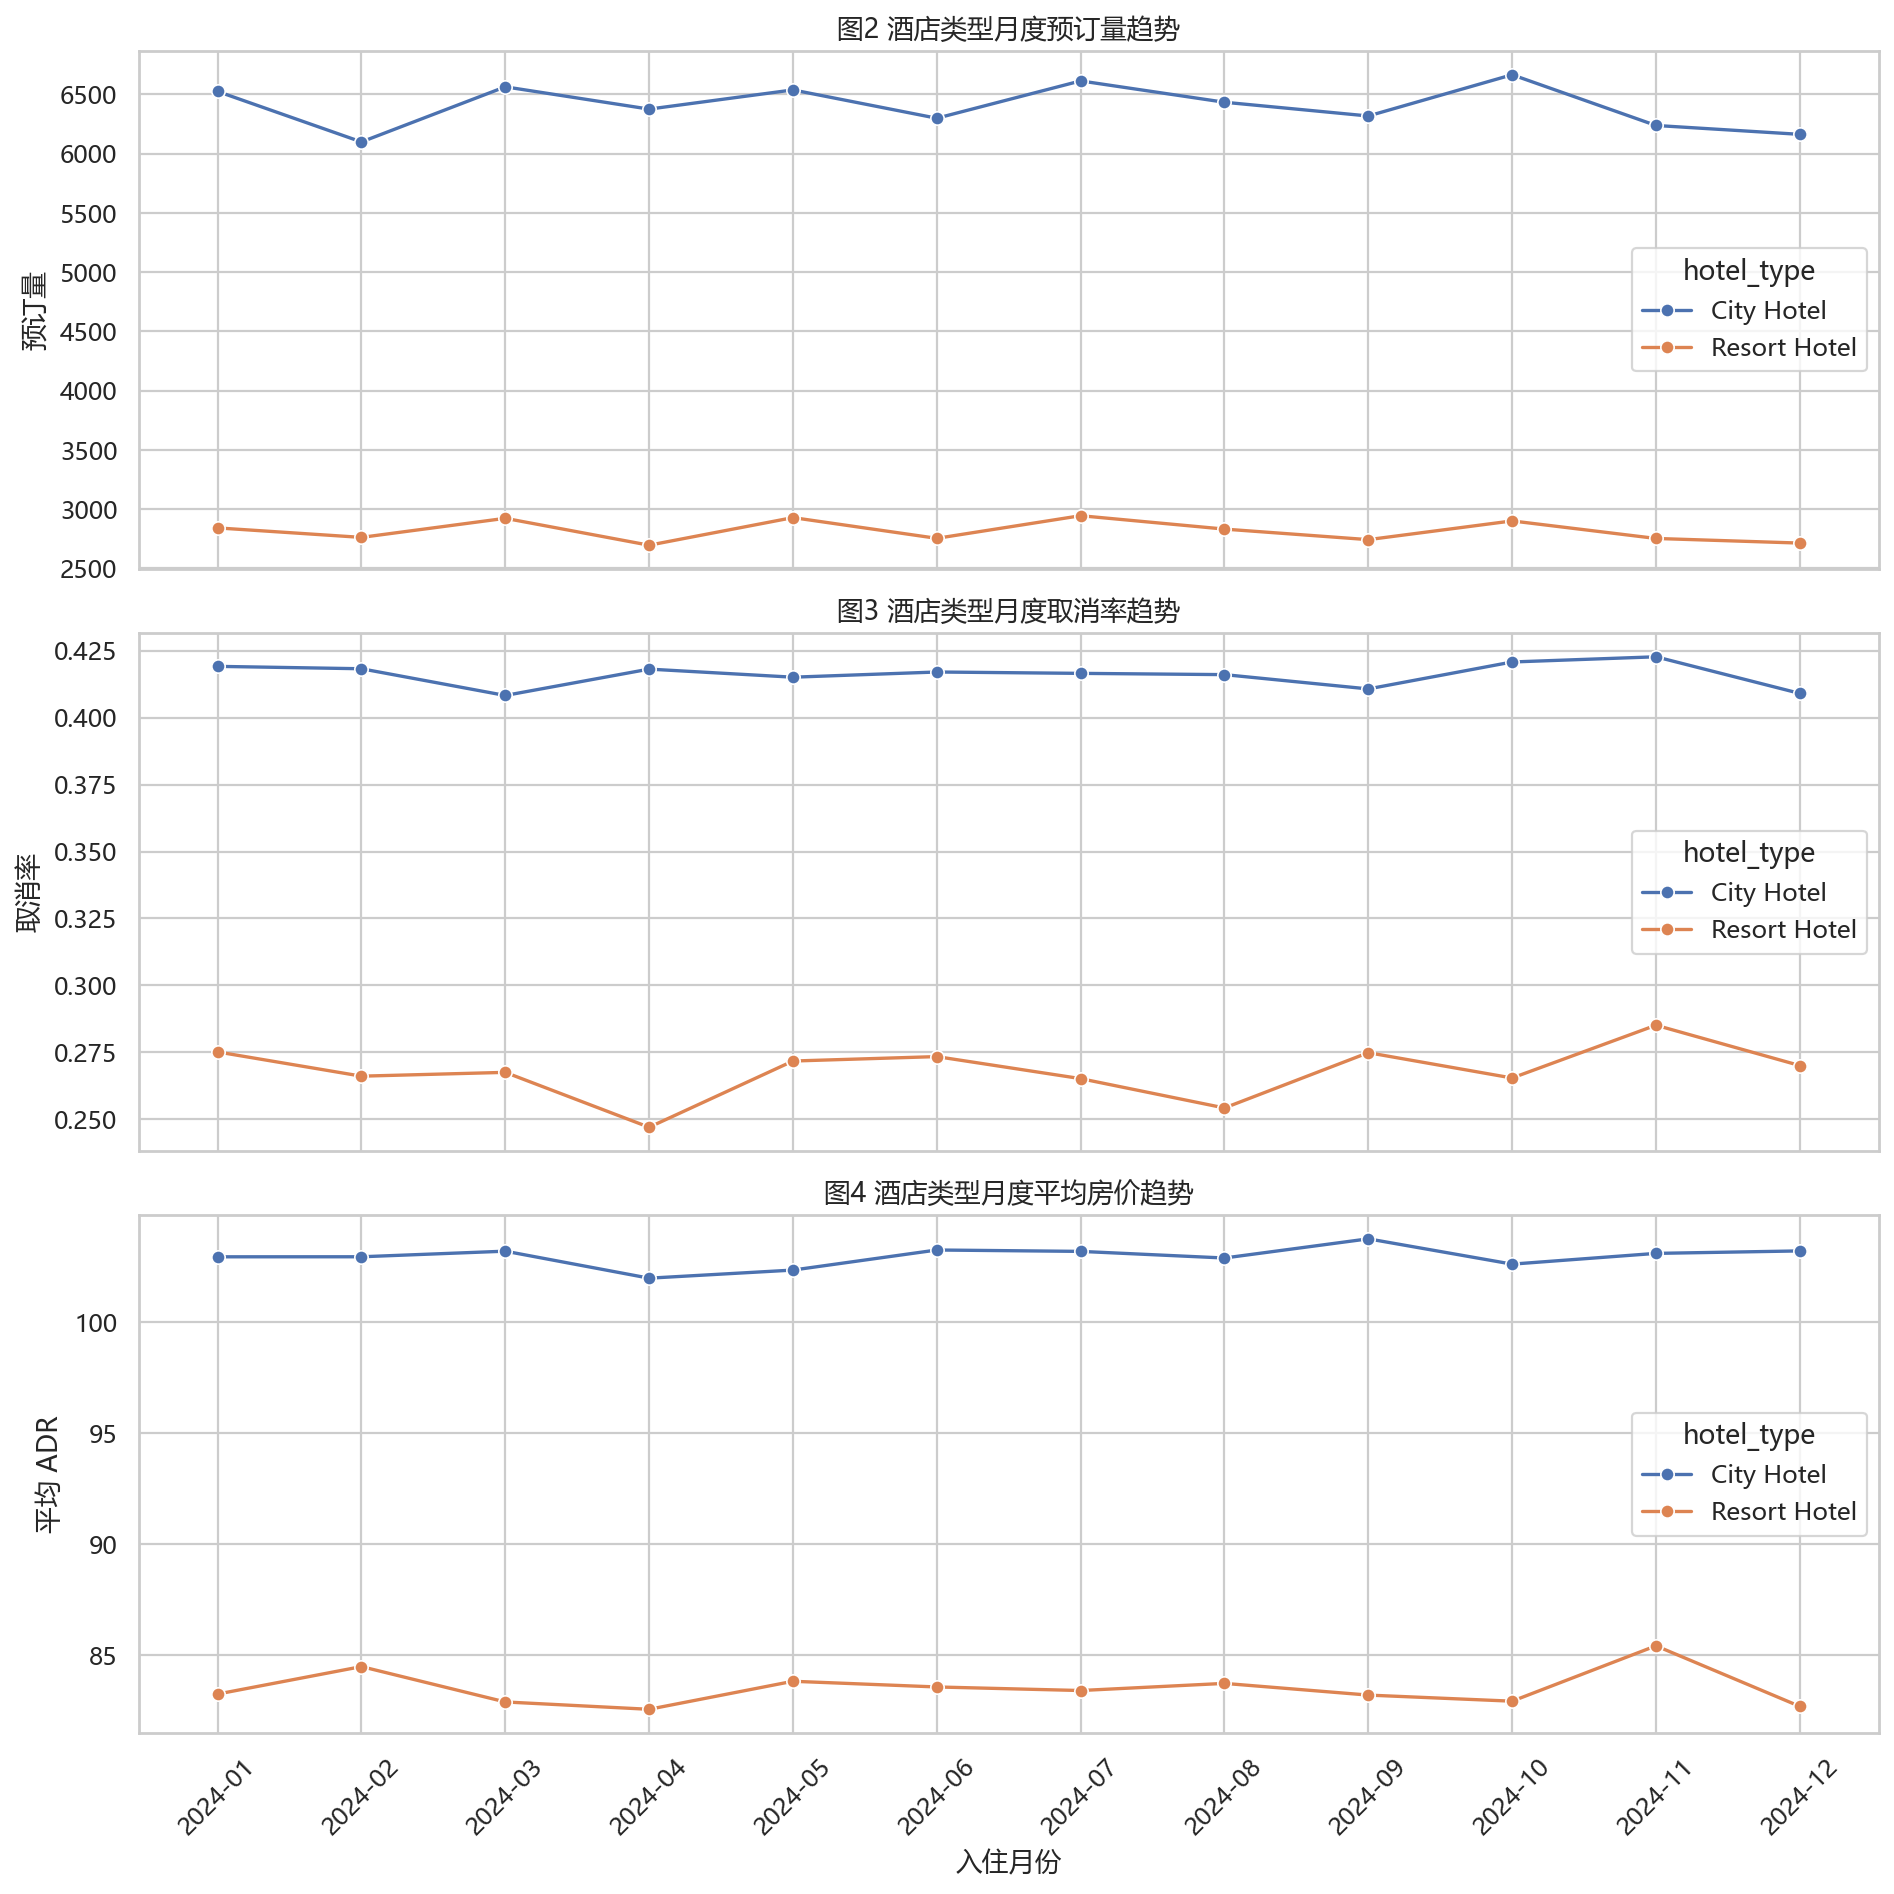 图2 酒店类型月度预订量趋势
6500
6000
5500
5000
4500
4000
3500
3000
2500
预订量
hotel_type
City Hotel
Resort Hotel
图3 酒店类型月度取消率趋势
0.425
0.400
0.375
0.350
0.325
0.300
0.275
0.250
取消率
hotel_type
City Hotel
Resort Hotel
图4 酒店类型月度平均房价趋势
100
95
90
85
平均 ADR
hotel_type
City Hotel
Resort Hotel
2024-01
2024-02
2024-03
2024-04
2024-05
2024-06
2024-07
2024-08
2024-09
2024-10
2024-11
2024-12
入住月份